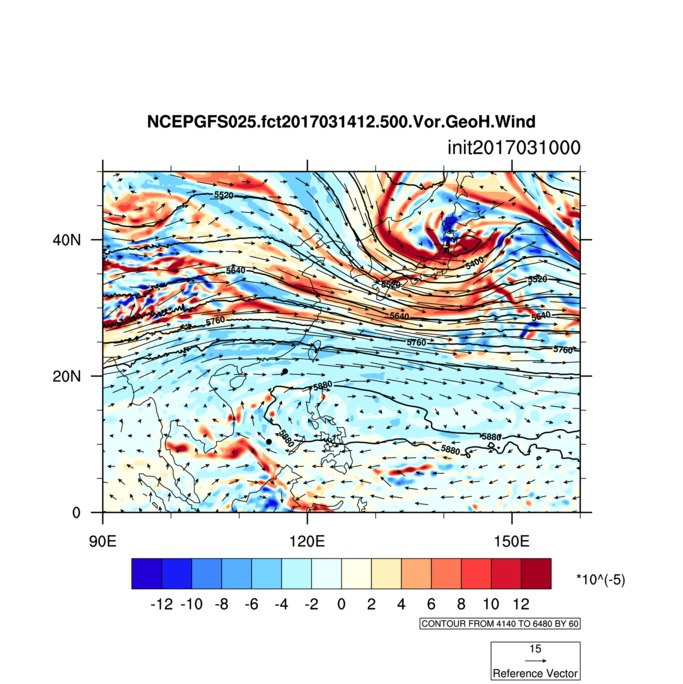 NCEPGFS025.fct2017031412.500.Vor.GeoH.Wind
init2017031000
5520
40N
5400
5640
5520
5520
5640
5640
5760
5760
5760
20N
5880
5880
5880
5880
0
90E 120E 150E
-12 -10 -8 -6 -4 -2 0 2 4 6 8 10 12
*10^(-5)
CONTOUR FROM 4140 TO 6480 BY 60
15
Reference Vector